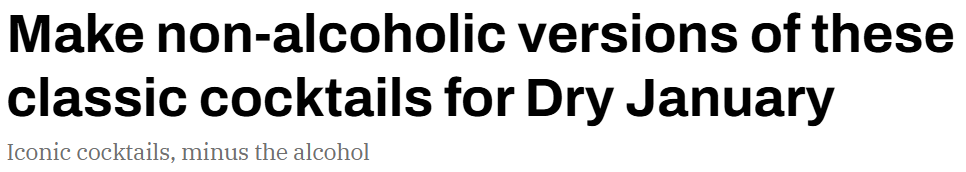 Make non-alcoholic versions of these
classic cocktails for Dry January
Iconic cocktails, minus the alcohol